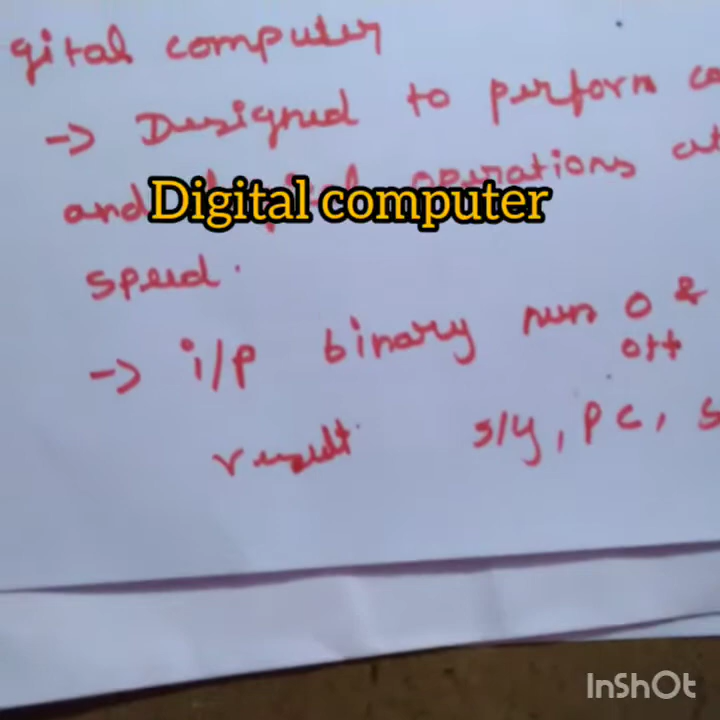 gital computer
-> Designed to perform
and operations at
Digital computer
speed.
-> i/p binary num 0 &
off
result s/y, PC, S
InShOt